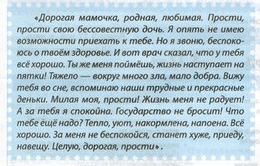 «Дорогая мамочка, родная, любимая. Прости,
прости свою бессовестную дочь. Я опять не имею
возможности приехать к тебе. Но я звоню, беспоко-
юсь о твоём здоровье. И вот врач сказал, что у тебя
всё хорошо. Ты же меня поймёшь, жизнь наступает на
пятки! Тяжело — вокруг много зла, мало добра. Вижу
тебя во сне, вспоминаю наши трудные и прекрасные
деньки. Милая моя, прости! Жизнь меня не радует!
А за тебя я спокойна. Государство не бросит! Что
тебе ещё надо? Тепло, уют, накормлена, напоена. Всё
хорошо. За меня не беспокойся, станет хуже, приеду,
навещу. Целую, дорогая, прости».